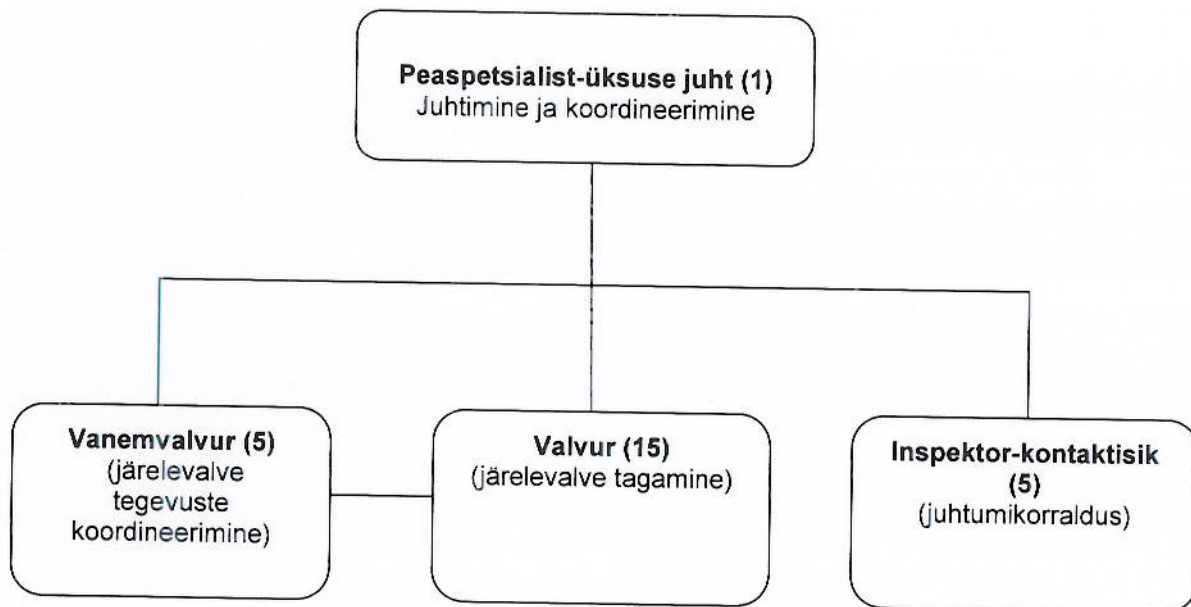 Peaspetsialist-üksuse juht (1)
Juhtimine ja koordineerimine
Vanemvalvur (5)
(järelevalve
tegevuste
koordineerimine)
Valvur (15)
(järelevalve tagamine)
Inspektor-kontaktisik
(5)
(juhtumikorraldus)